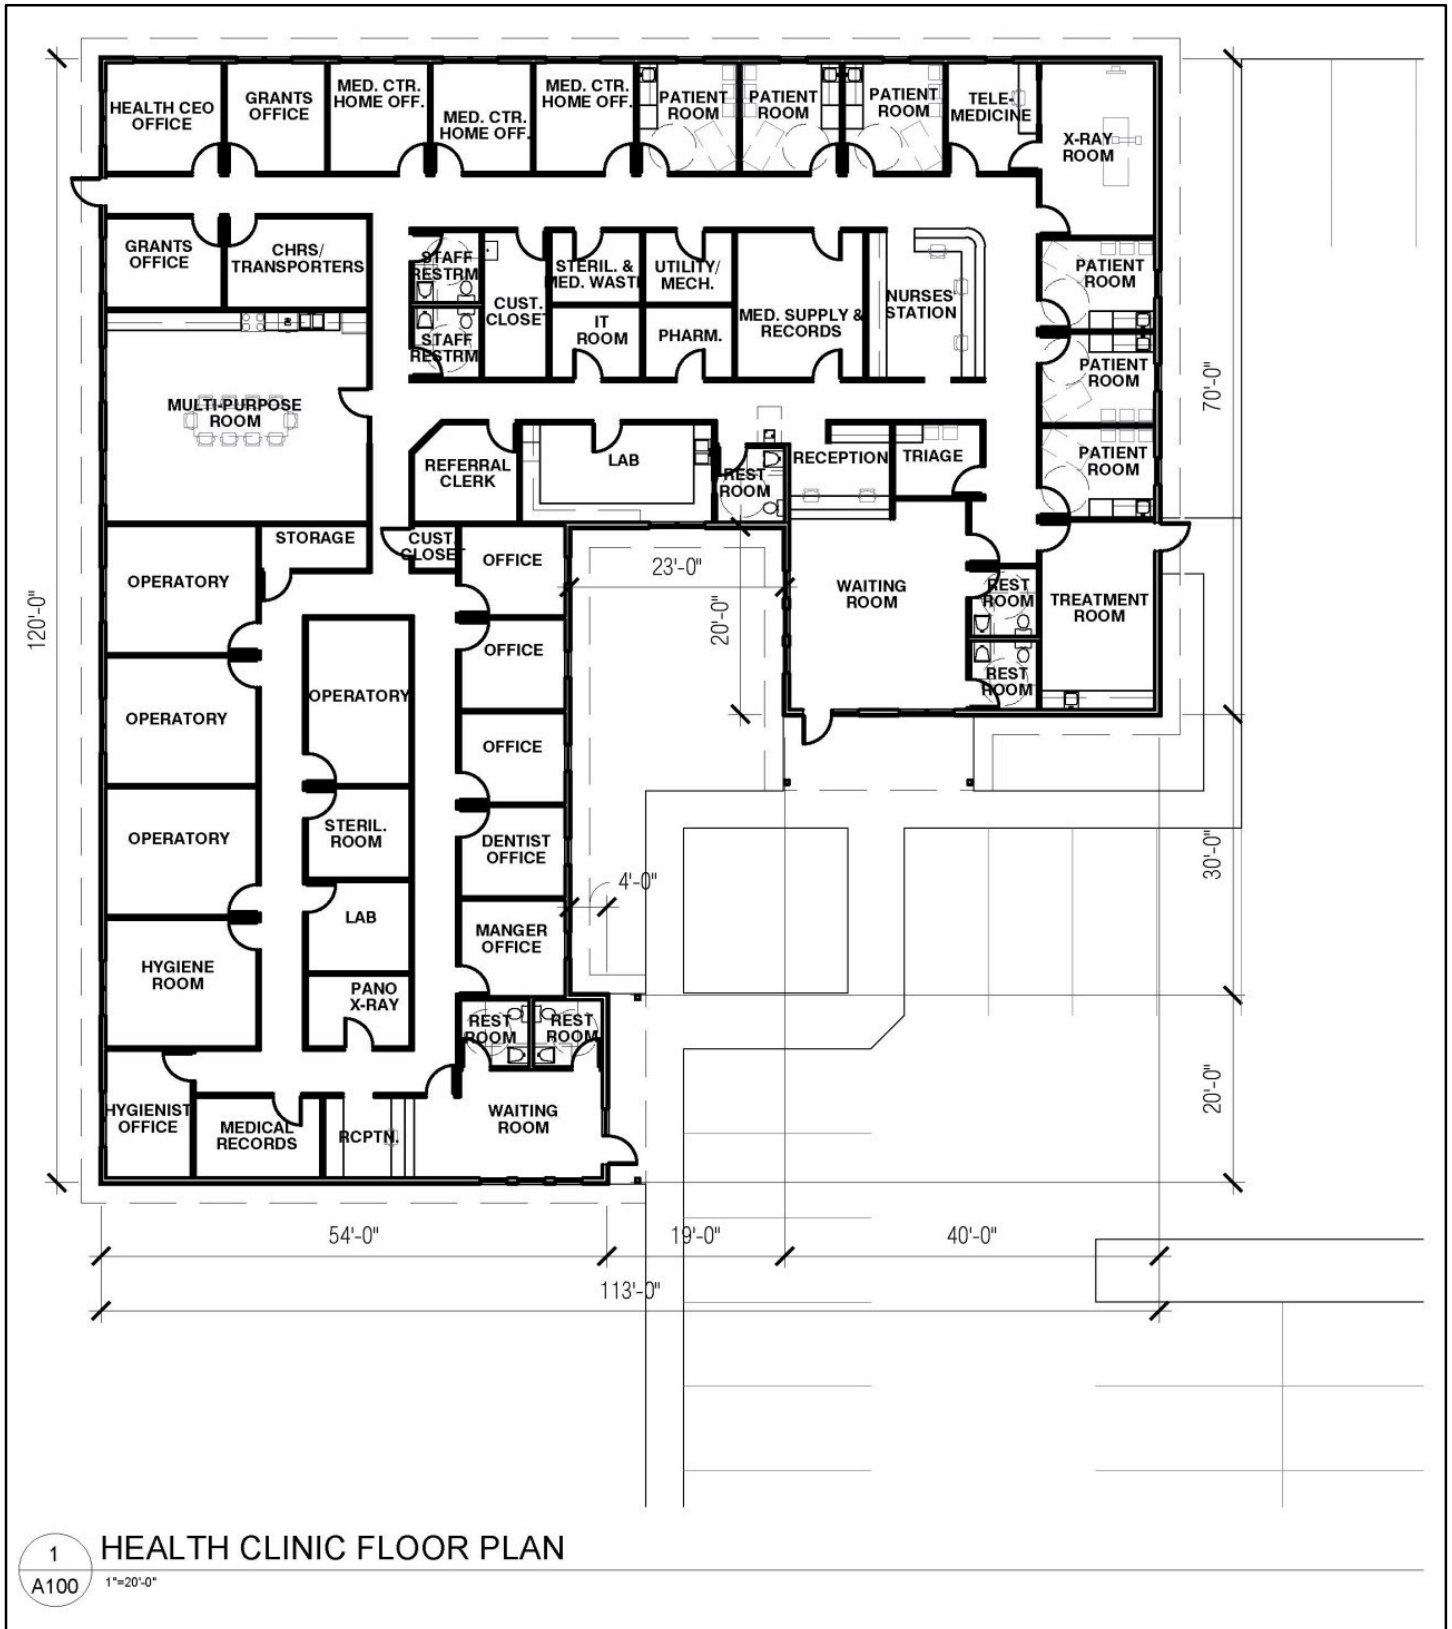 HEALTH CEO
OFFICE
GRANTS
OFFICE
MED. CTR.
HOME OFF.
MED. CTR.
HOME OFF.
MED. CTR.
HOME OFF.
PATIENT
ROOM
PATIENT
ROOM
PATIENT
ROOM
TELE-
MEDICINE
X-RAY
ROOM
GRANTS
OFFICE
CHRS/
TRANSPORTERS
STAFF
RESTRM
STAFF
RESTRM
CUST.
CLOSET
STERIL. &
MED. WASTE
UTILITY/
MECH.
IT
ROOM
PHARM.
MED. SUPPLY &
RECORDS
NURSES'
STATION
PATIENT
ROOM
PATIENT
ROOM
PATIENT
ROOM
70'-0"
MULTI-PURPOSE
ROOM
REFERRAL
CLERK
LAB
REST
ROOM
RECEPTION
TRIAGE
STORAGE
CUST.
CLOSET
OPERATORY
OFFICE
23'-0"
20'-0"
WAITING
ROOM
REST
ROOM
REST
ROOM
TREATMENT
ROOM
120'-0"
OPERATORY
OPERATORY
OFFICE
OFFICE
OPERATORY
STERIL.
ROOM
DENTIST
OFFICE
4'-0"
30'-0"
LAB
MANGER
OFFICE
HYGIENE
ROOM
PANO
X-RAY
REST
ROOM
REST
ROOM
20'-0"
HYGIENIST
OFFICE
MEDICAL
RECORDS
RCPTN.
WAITING
ROOM
54'-0"
19'-0"
40'-0"
113'-0"
1
A100
HEALTH CLINIC FLOOR PLAN
1"=20'-0"